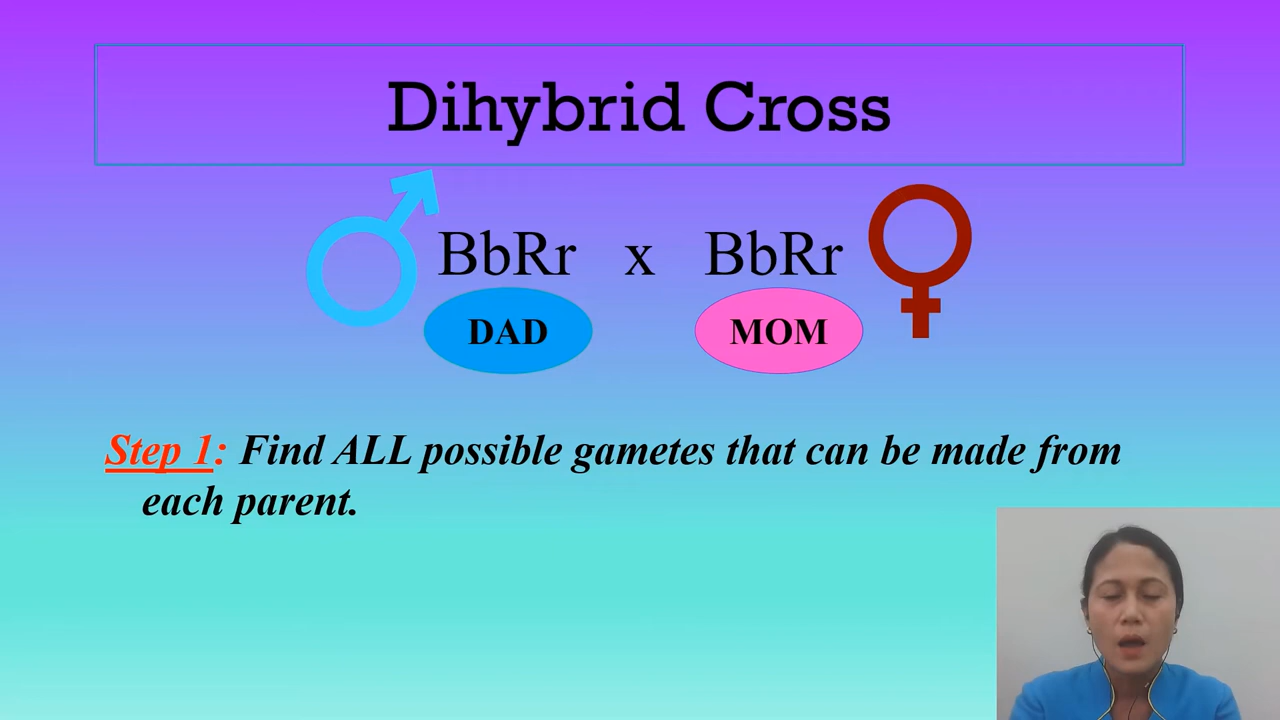 Dihybrid Cross
BbRr x BbRr
DAD MOM
Step 1: Find ALL possible gametes that can be made from
each parent.